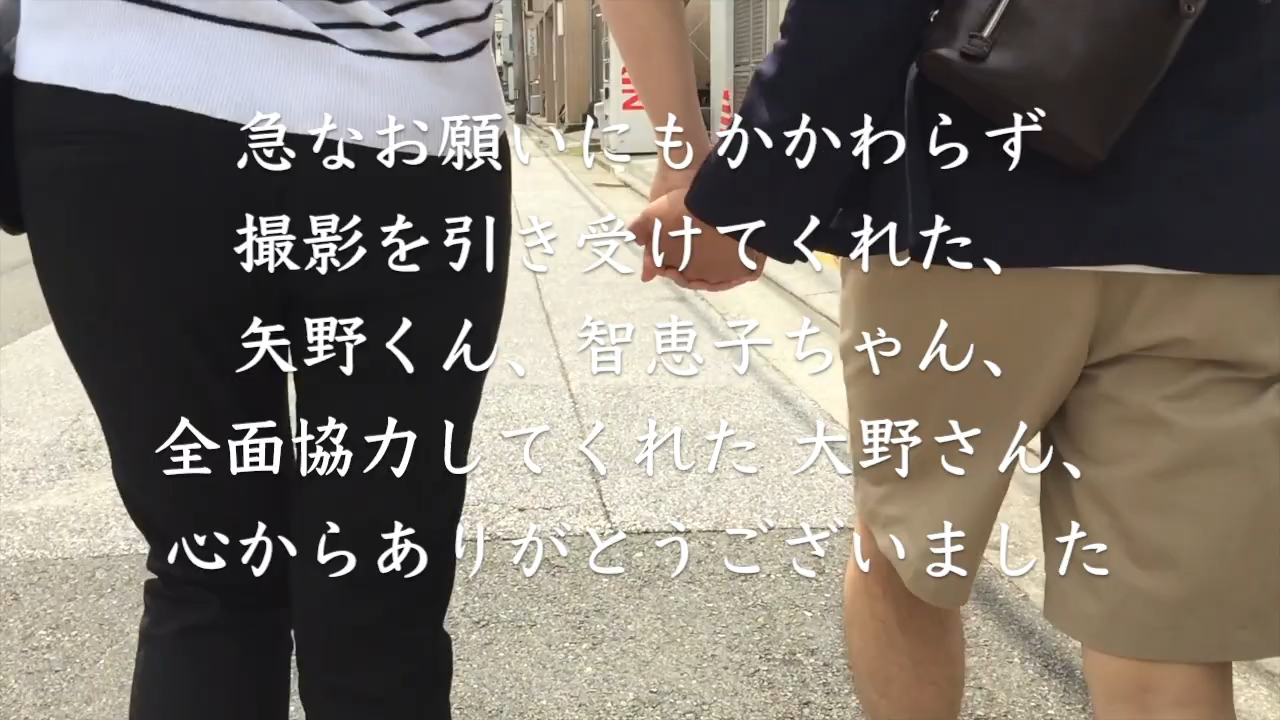 急なお願いにもかかわらず
撮影を引き受けてくれた、
矢野くん、智恵子ちゃん、
全面協力してくれた 大野さん、
心からありがとうございました